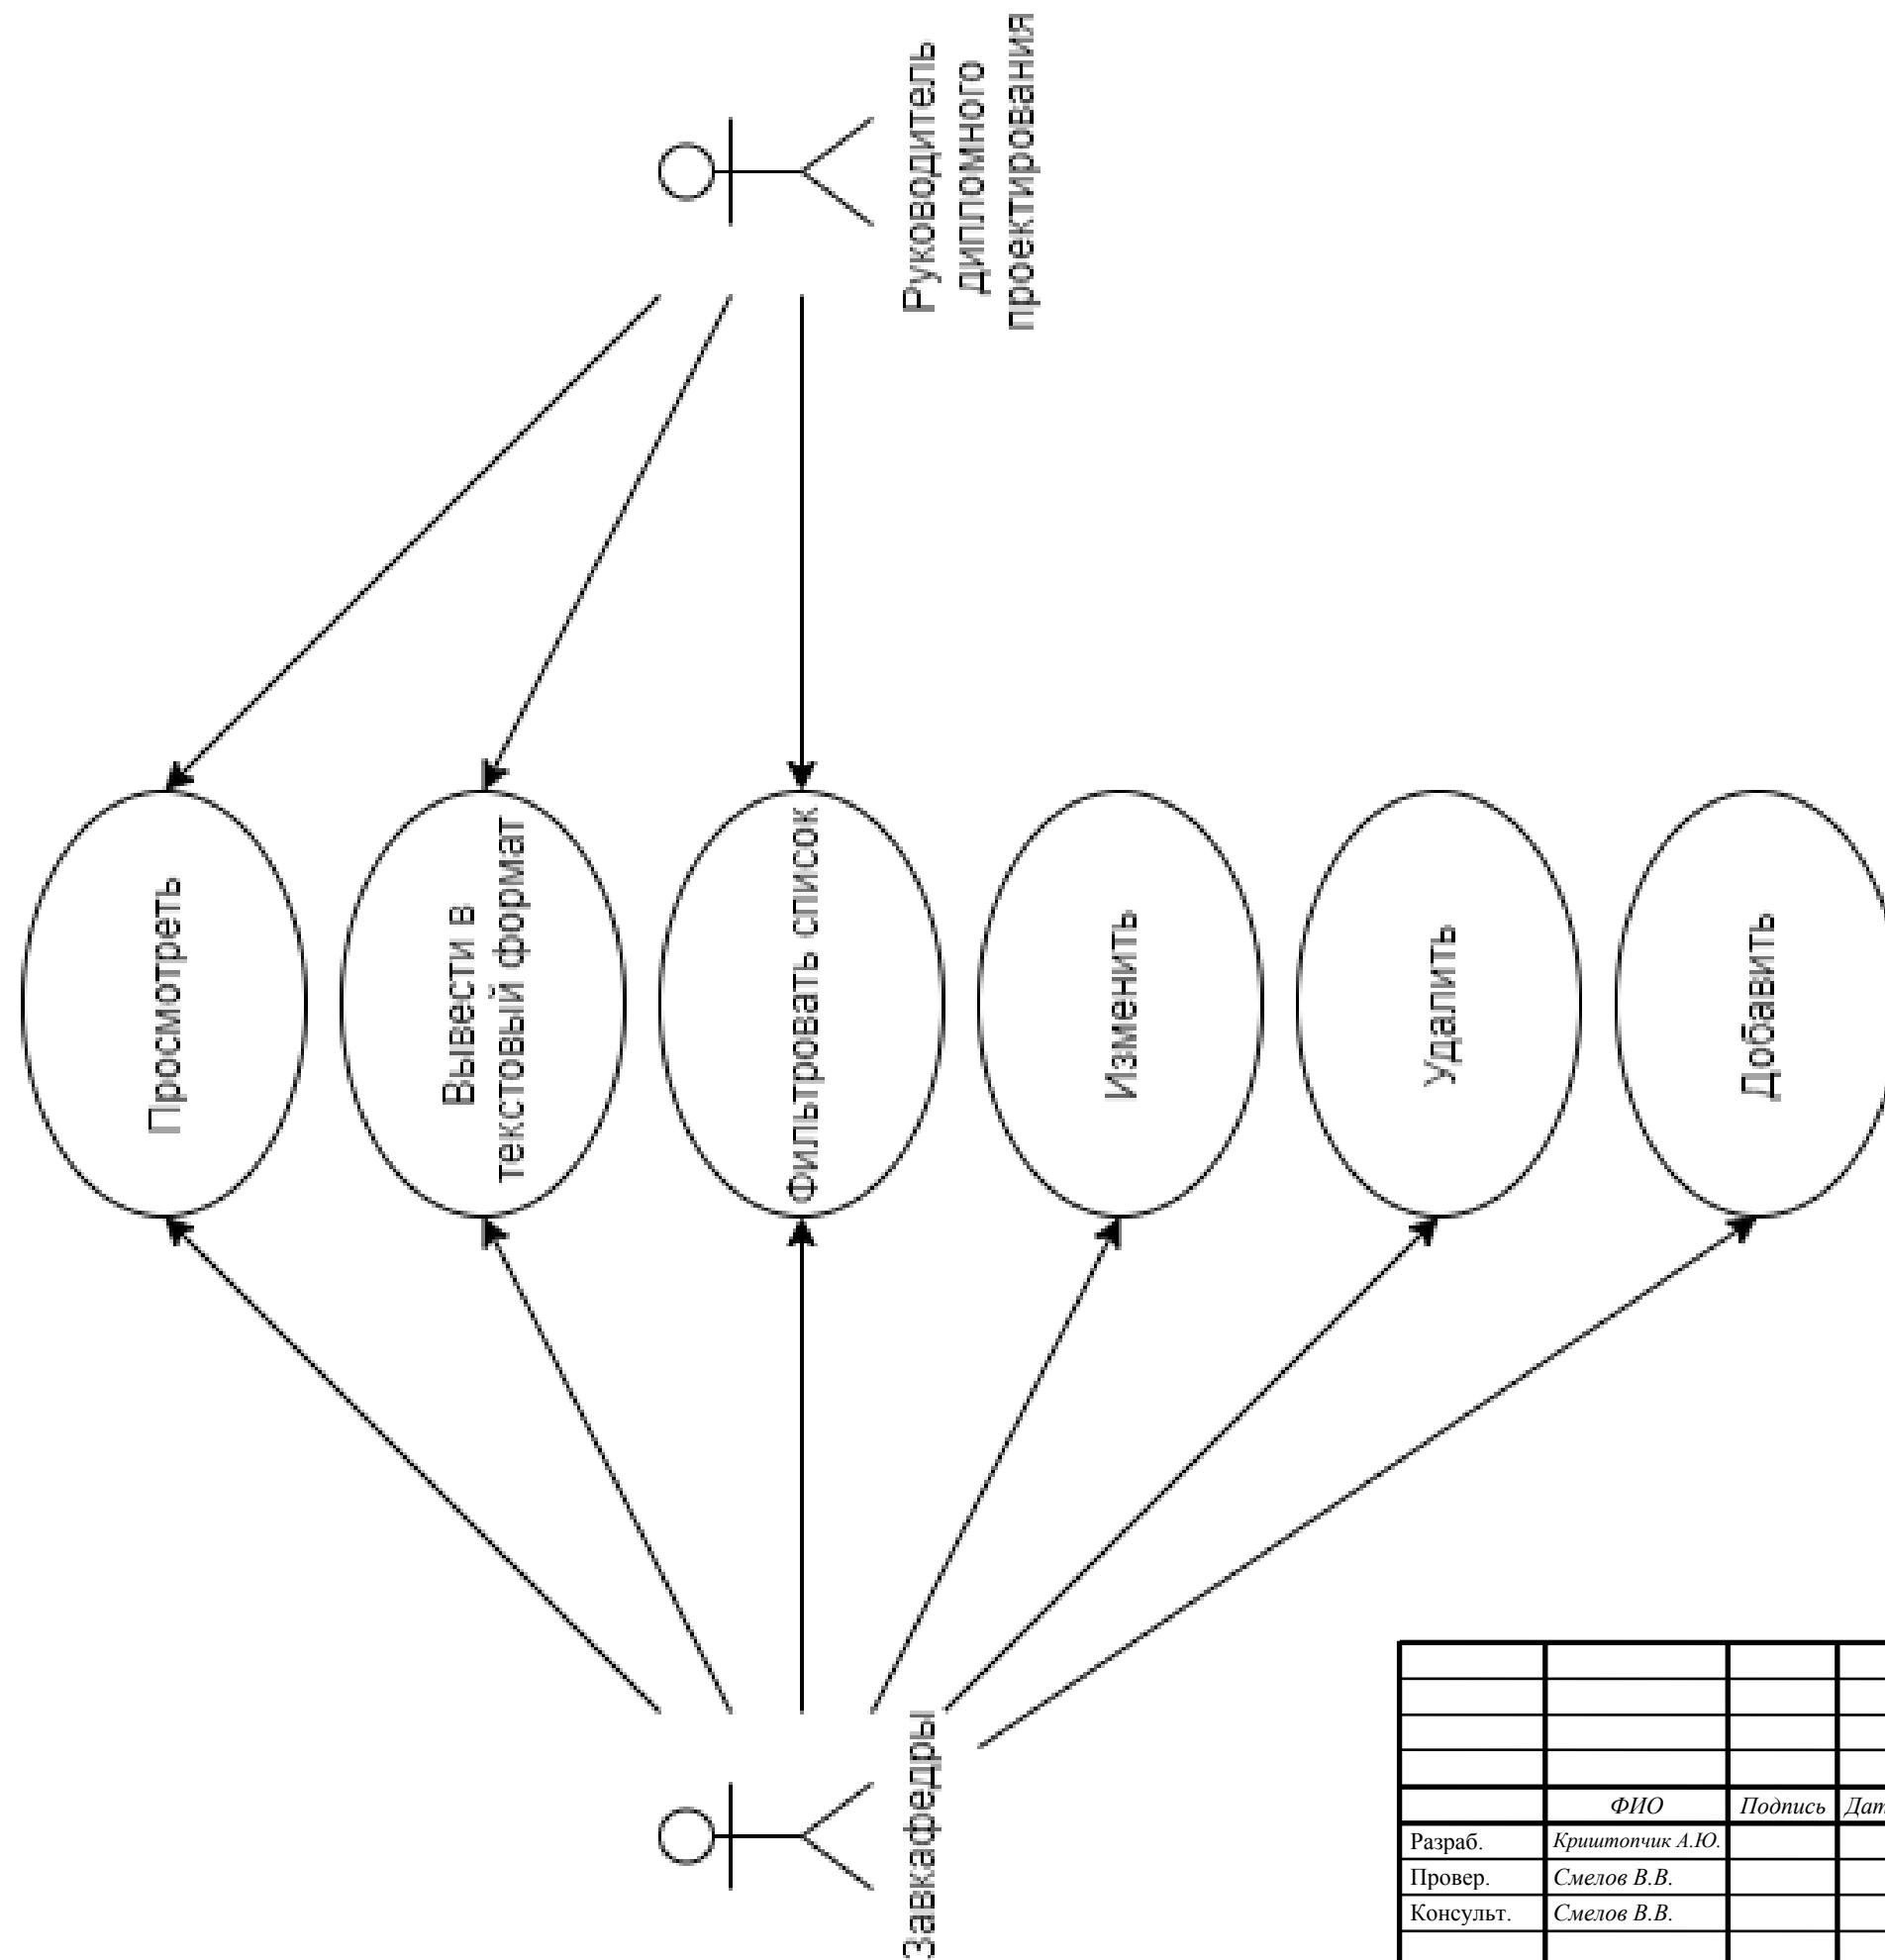 Руководитель
дипломного
проектирования
Просмотреть
Вывести в
текстовый формат
Фильтровать список
Изменить
Удалить
Добавить
Завкафедры
ФИО Подпись Дат
Разраб. Криштопчик А.Ю.
Провер. Смелов В.В.
Консульт. Смелов В.В.